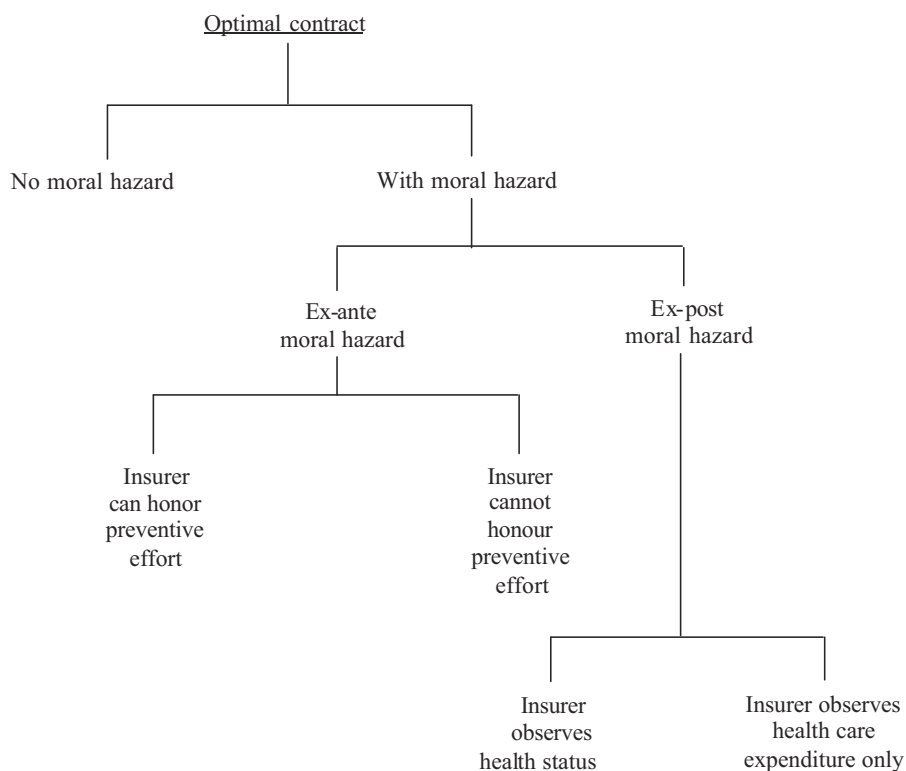 Optimal contract
No moral hazard
With moral hazard
Ex-ante
moral hazard
Ex-post
moral hazard
Insurer
can honor
preventive
effort
Insurer
cannot
honour
preventive
effort
Insurer
observes
health status
Insurer observes
health care
expenditure only